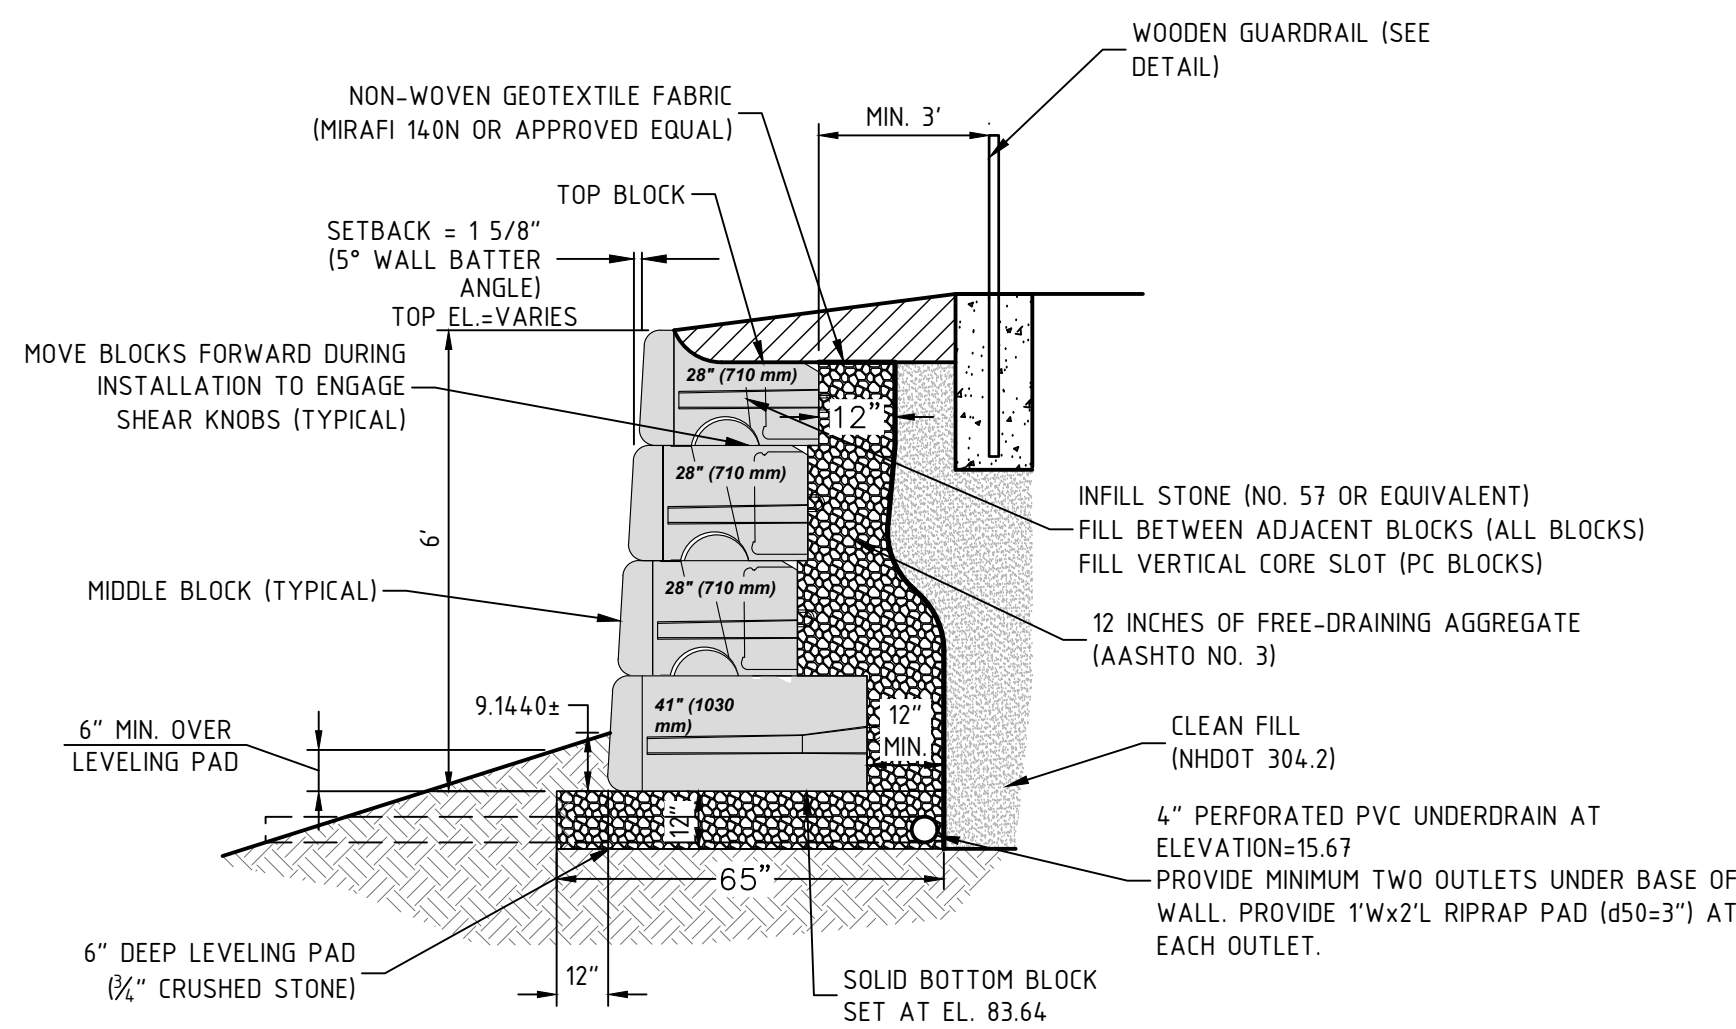 WOODEN GUARDRAIL (SEE
DETAIL)
NON-WOVEN GEOTEXTILE FABRIC
(MIRAFI 140N OR APPROVED EQUAL)
MIN. 3'
TOP BLOCK
SETBACK = 1 5/8"
(5° WALL BATTER
ANGLE)
TOP EL.=VARIES
MOVE BLOCKS FORWARD DURING
INSTALLATION TO ENGAGE
SHEAR KNOBS (TYPICAL)
28" (710 mm)
12"
28" (710 mm)
INFILL STONE (NO. 57 OR EQUIVALENT)
FILL BETWEEN ADJACENT BLOCKS (ALL BLOCKS)
FILL VERTICAL CORE SLOT (PC BLOCKS)
6'
MIDDLE BLOCK (TYPICAL)
28" (710 mm)
12 INCHES OF FREE-DRAINING AGGREGATE
(AASHTO NO. 3)
9.1440±
41" (1030
mm)
12"
MIN.
6" MIN. OVER
LEVELING PAD
CLEAN FILL
(NHDOT 304.2)
12"
4" PERFORATED PVC UNDERDRAIN AT
ELEVATION=15.67
PROVIDE MINIMUM TWO OUTLETS UNDER BASE OF
WALL. PROVIDE 1'Wx2'L RIPRAP PAD (d50=3") AT
EACH OUTLET.
65"
6" DEEP LEVELING PAD
(¾" CRUSHED STONE)
12"
SOLID BOTTOM BLOCK
SET AT EL. 83.64